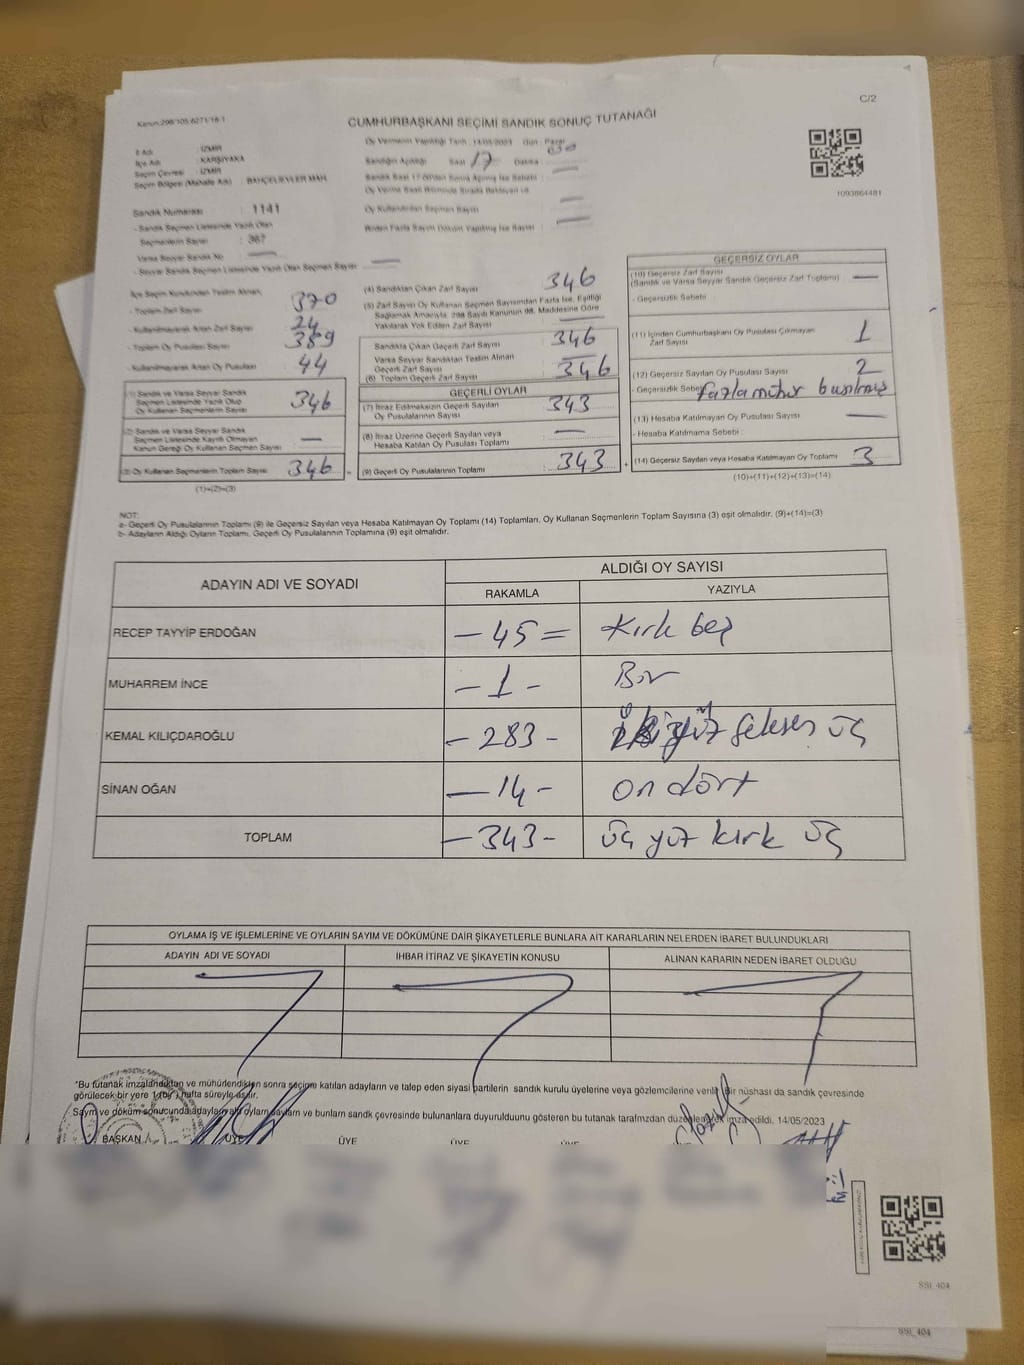 C/2
Kanun:298/105,6271/18-1
CUMHURBAŞKANI SEÇİMİ SANDIK SONUÇ TUTANAĞI
İl Adı : İZMİR
İlçe Adı : KARŞIYAKA
Seçim Çevresi : İZMİR
Seçim Bölgesi (Mahalle Adı) : BAHÇELİEVLER MAH.
Sandık Numarası : 1141
- Sandık Seçmen Listesinde Yazılı Olan
Seçmenlerin Sayısı : 367
Varsa Seyyar Sandık No —
- Seyyar Sandık Seçmen Listesinde Yazılı Olan Seçmen Sayısı —
Oy Vermenin Yapıldığı Tarih : 14/05/2023 Gün : Pazar
Sandığın Açıldığı Saat 17 Dakika : 00
Sandık Saat 17:00'den Sonra Açılmış İse Sebebi : —
Oy Verme Saati Bitiminde Sırada Bekleyen ve
Oy Kullandırılan Seçmen Sayısı : —
Birden Fazla Sayım Döküm Yapılmış İse Sayısı : —
1093864481
İlçe Seçim Kurulundan Teslim Alınan;
- Toplam Zarf Sayısı : 370
- Kullanılmayarak Artan Zarf Sayısı : 24
- Toplam Oy Pusulası Sayısı : 389
- Kullanılmayarak Artan Oy Pusulası : 44
(1) Sandık ve Varsa Seyyar Sandık
Seçmen Listesinde Yazılı Olup
Oy Kullanan Seçmenlerin Sayısı : 346
(2) Sandık ve Varsa Seyyar Sandık
Seçmen Listesinde Kayıtlı Olmayan
Kanun Gereği Oy Kullanan Seçmen Sayısı —
(3) Oy Kullanan Seçmenlerin Toplam Sayısı : 346
(1)+(2)=(3)
(4) Sandıktan Çıkan Zarf Sayısı : 346
(5) Zarf Sayısı Oy Kullanan Seçmen Sayısından Fazla İse, Eşitliği
Sağlamak Amacıyla, 298 Sayılı Kanunun 98. Maddesine Göre
Yakılarak Yok Edilen Zarf Sayısı : —
Sandıkta Çıkan Geçerli Zarf Sayısı : 346
Varsa Seyyar Sandıktan Teslim Alınan
Geçerli Zarf Sayısı —
(6) Toplam Geçerli Zarf Sayısı : 346
GEÇERLİ OYLAR
(7) İtiraz Edilmeksizin Geçerli Sayılan
Oy Pusulalarının Sayısı : 343
(8) İtiraz Üzerine Geçerli Sayılan veya
Hesaba Katılan Oy Pusulası Toplamı : —
(9) Geçerli Oy Pusulalarının Toplamı : 343
GEÇERSİZ OYLAR
(10) Geçersiz Zarf Sayısı
(Sandık ve Varsa Seyyar Sandık Geçersiz Zarf Toplamı) —
- Geçersizlik Sebebi :
(11) İçinden Cumhurbaşkanı Oy Pusulası Çıkmayan
Zarf Sayısı 1
(12) Geçersiz Sayılan Oy Pusulası Sayısı 2
- Geçersizlik Sebebi fazla mühür basılmış
(13) Hesaba Katılmayan Oy Pusulası Sayısı —
- Hesaba Katılmama Sebebi :
(14) Geçersiz Sayılan veya Hesaba Katılmayan Oy Toplamı 3
(10)+(11)+(12)+(13)=(14)
NOT:
a- Geçerli Oy Pusulalarının Toplamı (9) ile Geçersiz Sayılan veya Hesaba Katılmayan Oy Toplamı (14) Toplamları, Oy Kullanan Seçmenlerin Toplam Sayısına (3) eşit olmalıdır. (9)+(14)=(3)
b- Adayların Aldığı Oyların Toplamı, Geçerli Oy Pusulalarının Toplamına (9) eşit olmalıdır.
ADAYIN ADI VE SOYADI ALDIĞI OY SAYISI
RAKAMLA YAZIYLA
RECEP TAYYİP ERDOĞAN – 45 = Kırk beş
MUHARREM İNCE – 1 – Bir
KEMAL KILIÇDAROĞLU – 283 – iki yüz seksen üç
SİNAN OĞAN – 14 – on dört
TOPLAM – 343 – üç yüz kırk üç
OYLAMA İŞ VE İŞLEMLERİNE VE OYLARIN SAYIM VE DÖKÜMÜNE DAİR ŞİKAYETLERLE BUNLARA AİT KARARLARIN NELERDEN İBARET BULUNDUKLARI
ADAYIN ADI VE SOYADI İHBAR İTİRAZ VE ŞİKAYETİN KONUSU ALINAN KARARIN NEDEN İBARET OLDUĞU
"Bu tutanak imzalandıktan ve mühürlendikten sonra seçime katılan adayların ve talep eden siyasi partilerin sandık kurulu üyelerine veya gözlemcilerine verilir. Bir nüshası da sandık çevresinde
görülecek bir yere 1 (bir) hafta süreyle asılır.
Sayım ve döküm sonucunda adayların oyların sayım ve bunların sandık çevresinde bulunanlara duyurulduunu gösteren bu tutanak tarafımızdan düzenlenerek imza edildi. 14/05/2023
BAŞKAN ÜYE ÜYE ÜYE ÜYE
SSİ_404
SSİ_404